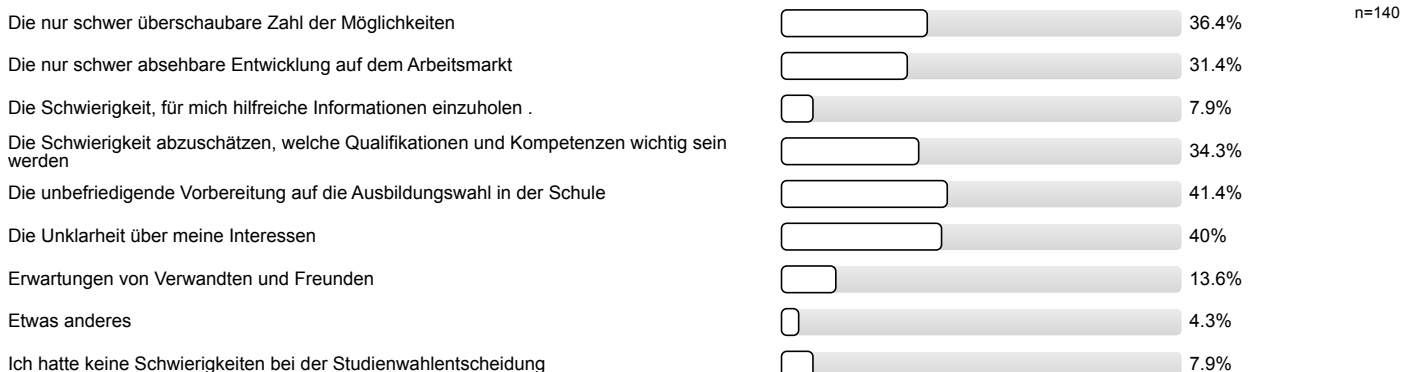 Die nur schwer überschaubare Zahl der Möglichkeiten 36.4% n=140
Die nur schwer absehbare Entwicklung auf dem Arbeitsmarkt 31.4%
Die Schwierigkeit, für mich hilfreiche Informationen einzuholen . 7.9%
Die Schwierigkeit abzuschätzen, welche Qualifikationen und Kompetenzen wichtig sein
werden 34.3%
Die unbefriedigende Vorbereitung auf die Ausbildungswahl in der Schule 41.4%
Die Unklarheit über meine Interessen 40%
Erwartungen von Verwandten und Freunden 13.6%
Etwas anderes 4.3%
Ich hatte keine Schwierigkeiten bei der Studienwahlentscheidung 7.9%